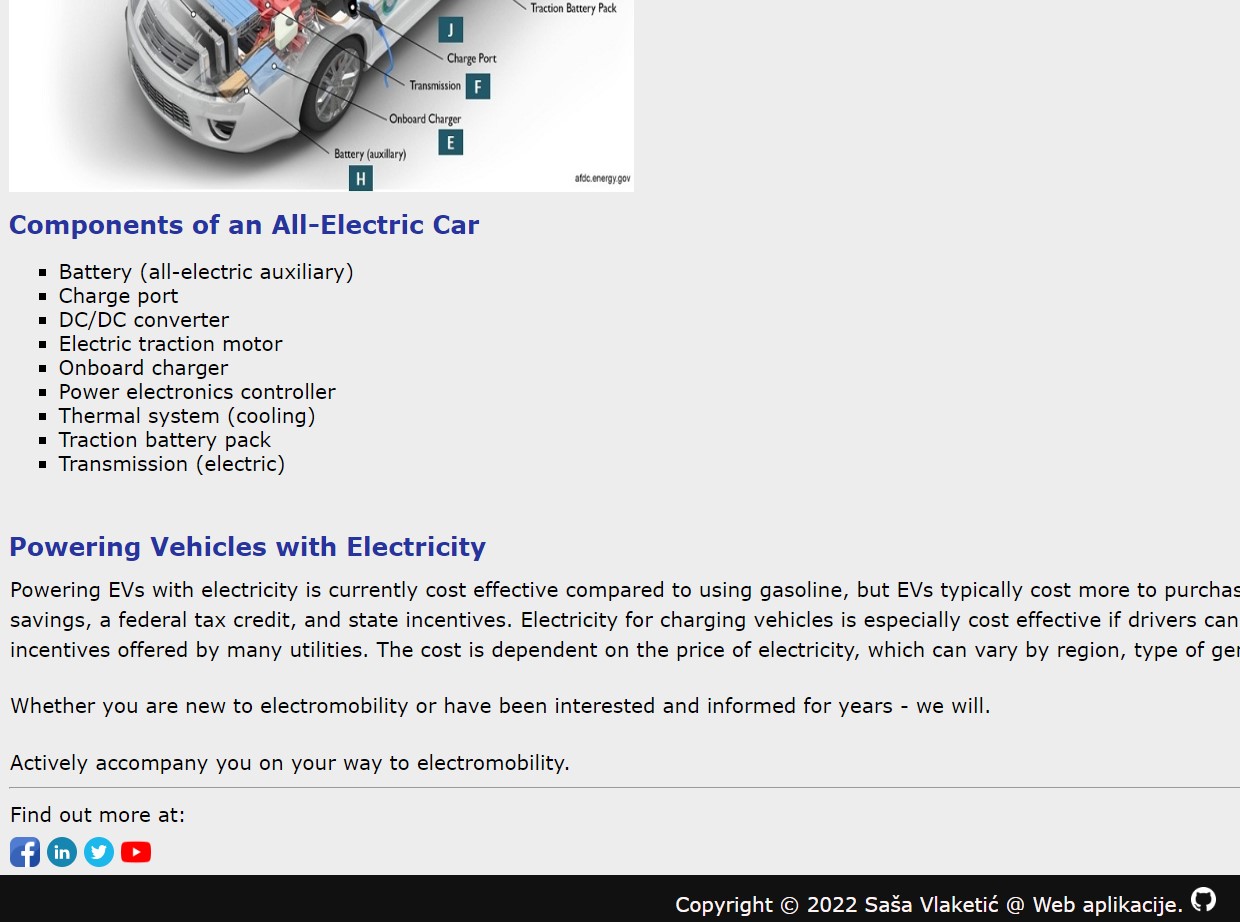 Traction Battery Pack
J
Charge Port
Transmission F
Onboard Charger
E
Battery (auxillary)
H
afdc.energy.gov
Components of an All-Electric Car
Battery (all-electric auxiliary)
Charge port
DC/DC converter
Electric traction motor
Onboard charger
Power electronics controller
Thermal system (cooling)
Traction battery pack
Transmission (electric)
Powering Vehicles with Electricity
Powering EVs with electricity is currently cost effective compared to using gasoline, but EVs typically cost more to purchas
savings, a federal tax credit, and state incentives. Electricity for charging vehicles is especially cost effective if drivers can
incentives offered by many utilities. The cost is dependent on the price of electricity, which can vary by region, type of ger
Whether you are new to electromobility or have been interested and informed for years - we will.
Actively accompany you on your way to electromobility.
Find out more at:
Copyright © 2022 Saša Vlaketić @ Web aplikacije.